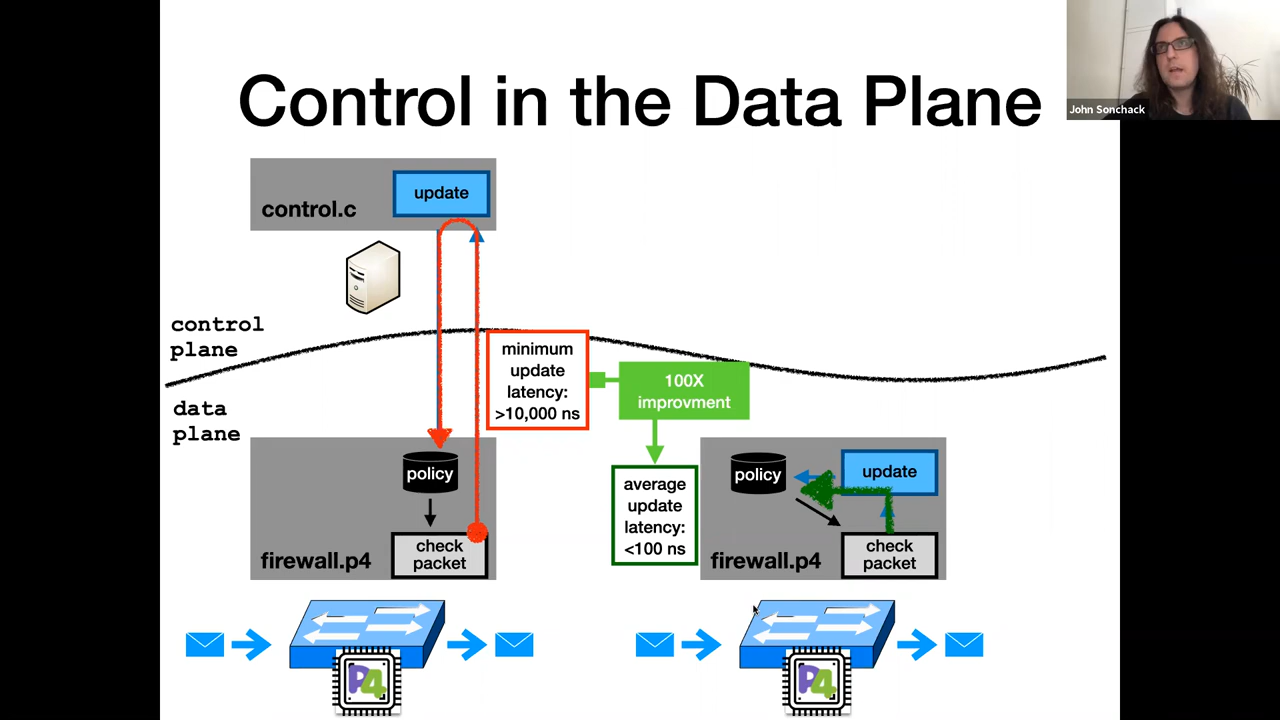 Control in the Data Plane
John Sonchack
update
control.c
control
plane
minimum
update
latency:
>10,000 ns
100X
improvment
data
plane
policy
check
packet
firewall.p4
average
update
latency:
<100 ns
policy
update
check
packet
firewall.p4
P4
P4